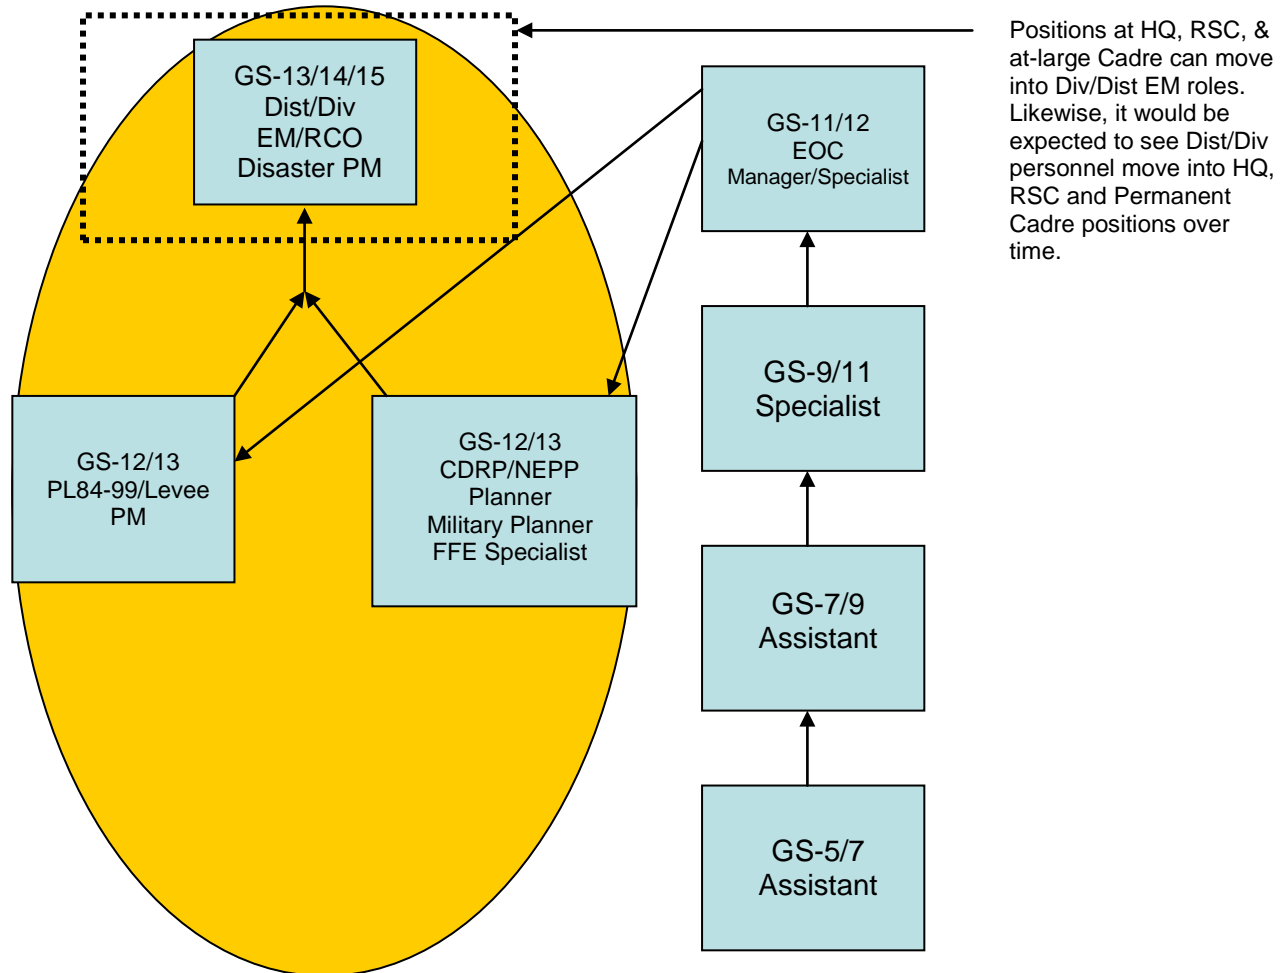 GS-13/14/15
Dist/Div
EM/RCO
Disaster PM
GS-11/12
EOC
Manager/Specialist
Positions at HQ, RSC, &
at-large Cadre can move
into Div/Dist EM roles.
Likewise, it would be
expected to see Dist/Div
personnel move into HQ,
RSC and Permanent
Cadre positions over
time.
GS-9/11
Specialist
GS-12/13
PL84-99/Levee
PM
GS-12/13
CDRP/NEPP
Planner
Military Planner
FFE Specialist
GS-7/9
Assistant
GS-5/7
Assistant